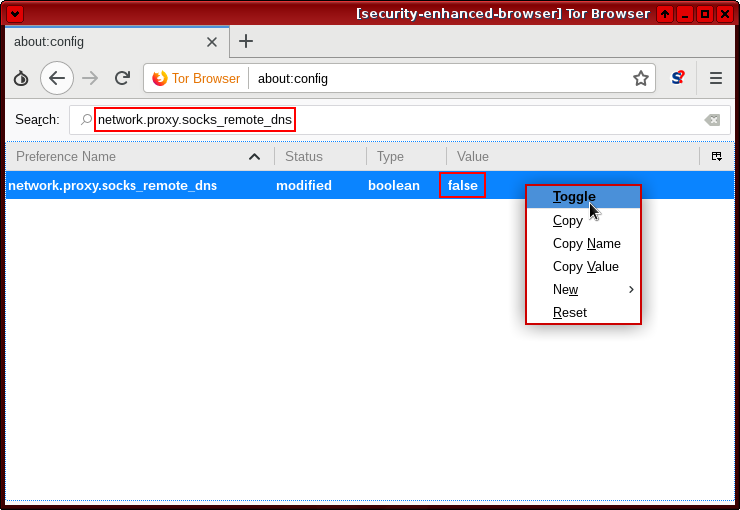 [security-enhanced-browser] Tor Browser
about:config
Tor Browser about:config
Search: network.proxy.socks_remote_dns
Preference Name Status Type Value
network.proxy.socks_remote_dns modified boolean false
Toggle
Copy
Copy Name
Copy Value
New
Reset